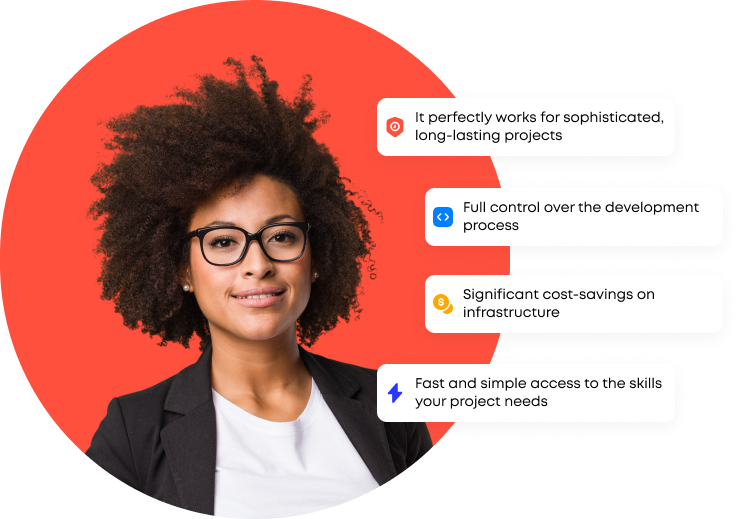 It perfectly works for sophisticated,
long-lasting projects
Full control over the development
process
Significant cost-savings on
infrastructure
Fast and simple access to the skills
your project needs